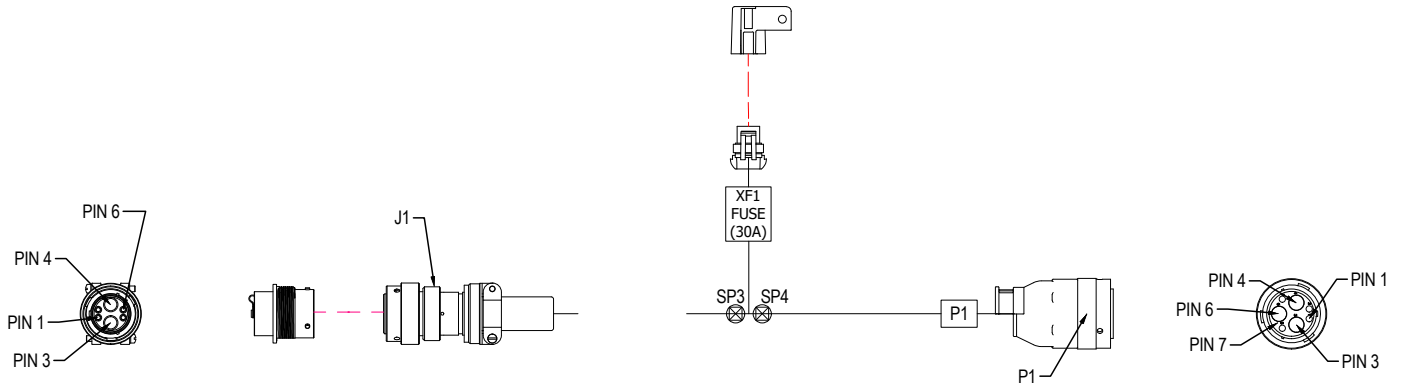 XF1
FUSE
(30A)
PIN 6
J1
PIN 4
PIN 1
PIN 3
SP3
SP4
P1
P1
PIN 4
PIN 1
PIN 6
PIN 7
PIN 3